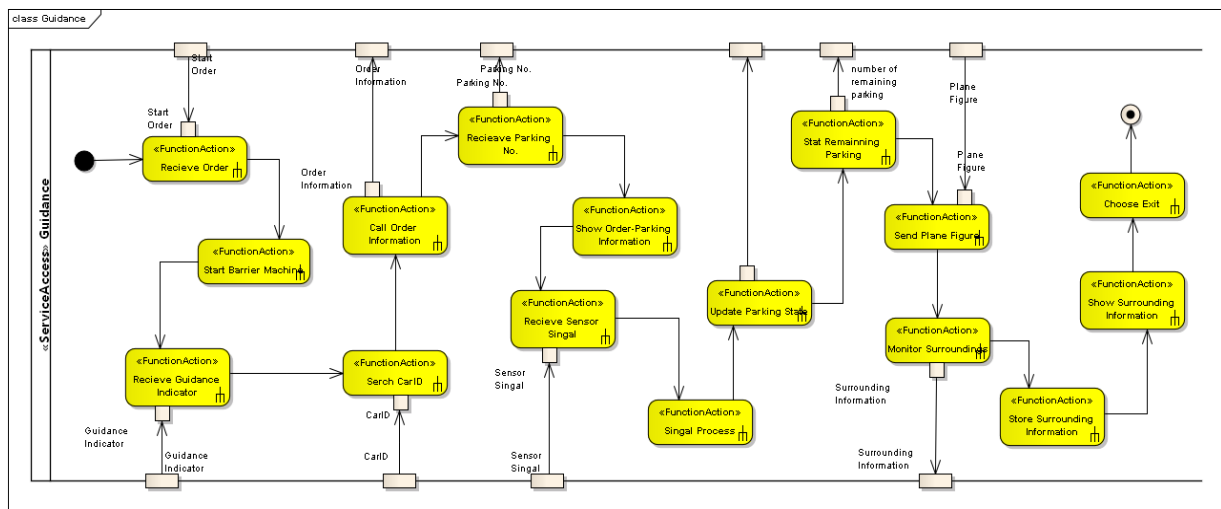 class Guidance
«ServiceAccess» Guidance
Start
Order
Start
Order
«FunctionAction»
Recieve Order
«FunctionAction»
Start Barrier Machine
«FunctionAction»
Recieve Guidance
Indicator
Guidance
Indicator
Guidance
Indicator
Order
Information
Order
Information
«FunctionAction»
Call Order
Information
«FunctionAction»
Serch CarID
CarID
CarID
Parking No.
Parking No.
«FunctionAction»
Recieave Parking
No.
«FunctionAction»
Show Order-Parking
Information
«FunctionAction»
Recieve Sensor
Singal
Sensor
Singal
Sensor
Singal
«FunctionAction»
Singal Process
«FunctionAction»
Update Parking State
number of
remaining
parking
«FunctionAction»
Stat Remainning
Parking
Plane
Figure
Plane
Figure
«FunctionAction»
Send Plane Figure
«FunctionAction»
Monitor Surroundings
Surrounding
Information
Surrounding
Information
«FunctionAction»
Store Surrounding
Information
«FunctionAction»
Show Surrounding
Information
«FunctionAction»
Choose Exit